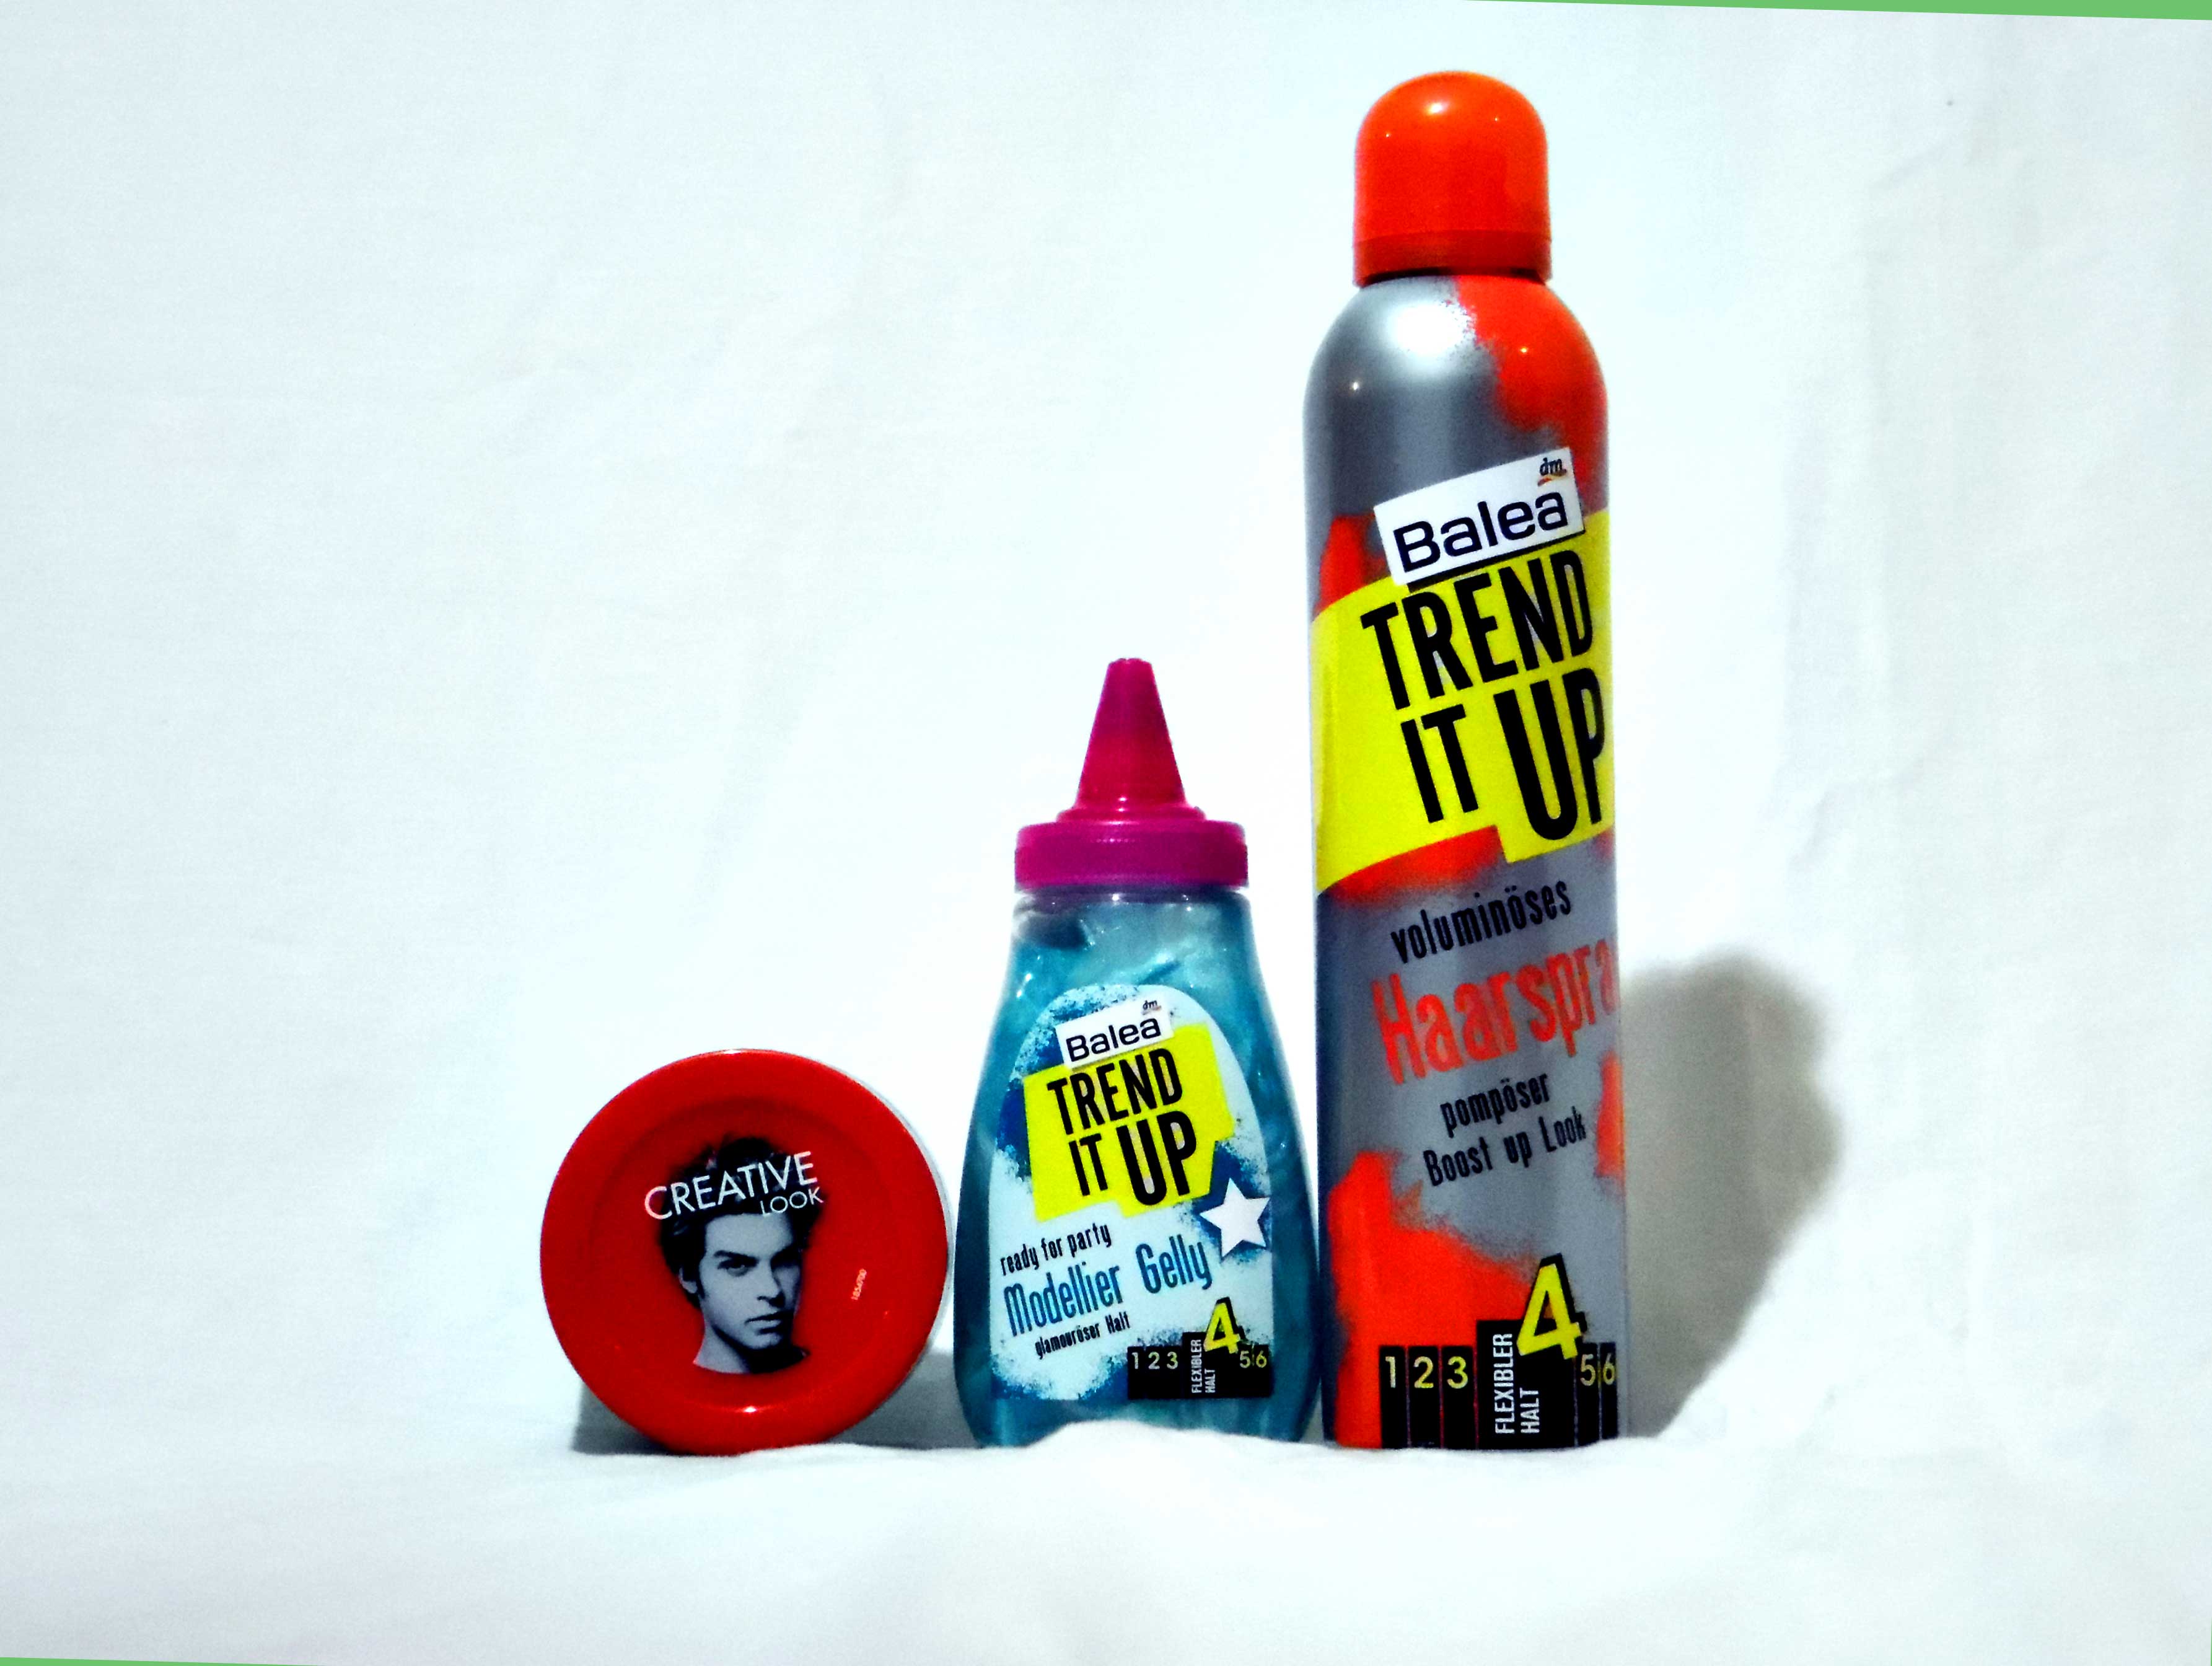 CREATIVE
LOOK
dm
Balea
TREND
IT UP
ready for party
Modellier Gelly
glamouröser Halt
1 2 3 FLEXIBLER HALT 4 5 6
dm
Balea
TREND
IT UP
voluminöses
Haarspra
pompöser
Boost up Look
1 2 3 FLEXIBLER HALT 4 5 6